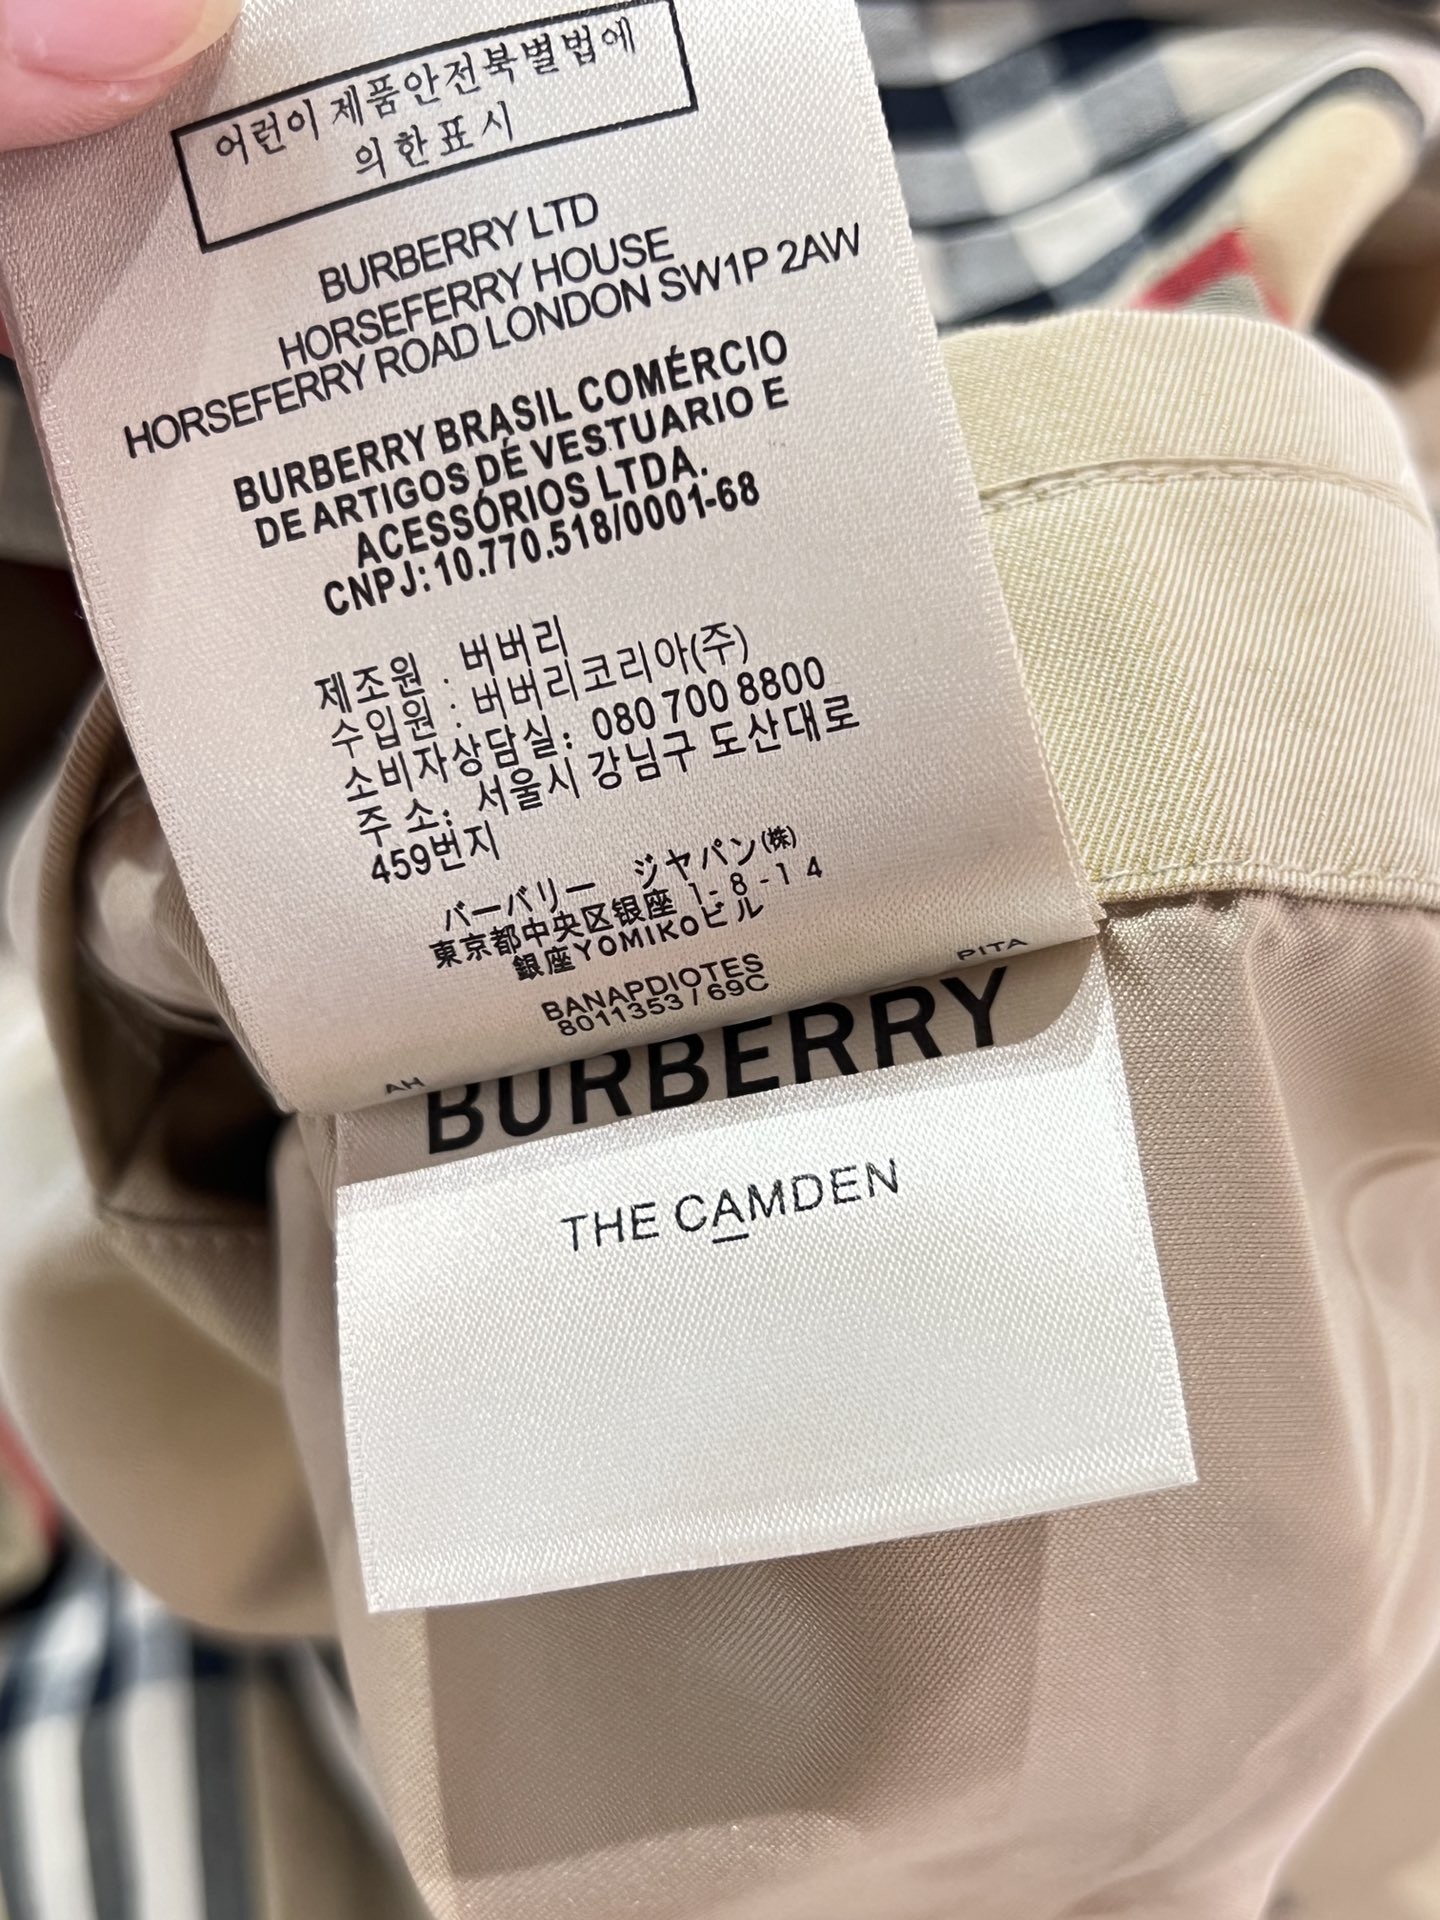 어런이 제품안전북별법에
의한표시
BURBERRY LTD
HORSEFERRY HOUSE
HORSEFERRY ROAD LONDON SW1P 2AW
BURBERRY BRASIL COMÉRCIO
DE ARTIGOS DE VESTUARIO E
ACESSÓRIOS LTDA.
CNPJ: 10.770.518/0001-68
제조원 : 버버리
수입원 : 버버리코리아(주)
소비자상담실: 080 700 8800
주 소: 서울시 강님구 도산대로
459번지
バーバリー ジヤパン(株)
東京都中央区銀座 1-8-14
銀座YOMIKOビル
BANAPDIOTES
8011353 / 69C
AH PITA
BURBERRY
THE CAMDEN